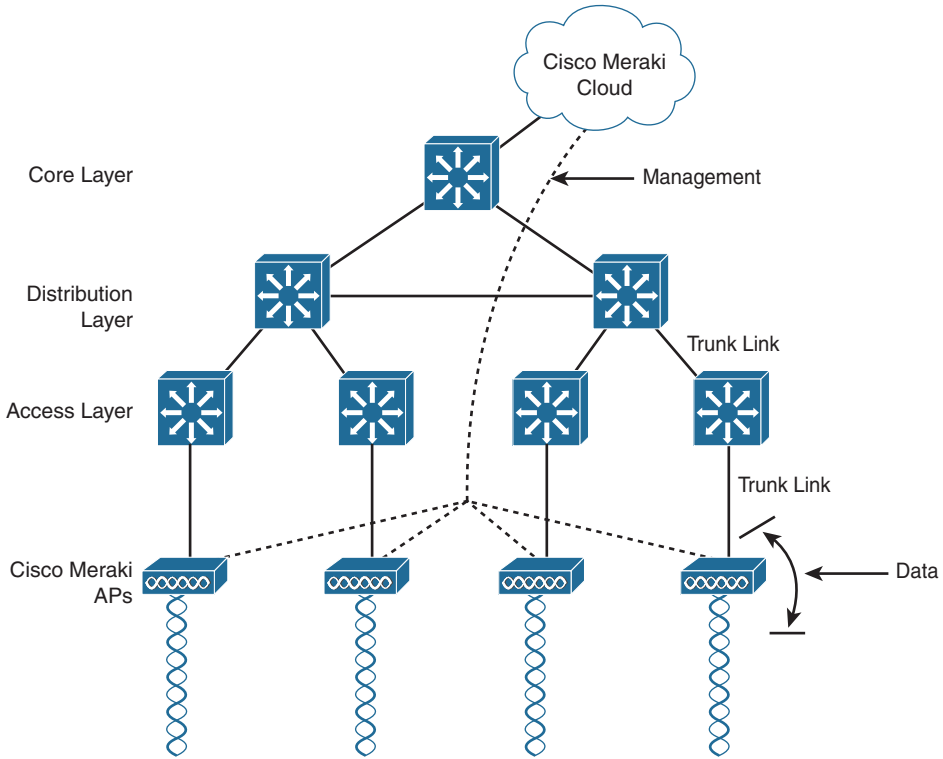 Cisco Meraki
Cloud
Core Layer
Management
Distribution
Layer
Trunk Link
Access Layer
Trunk Link
Cisco Meraki
APs
Data